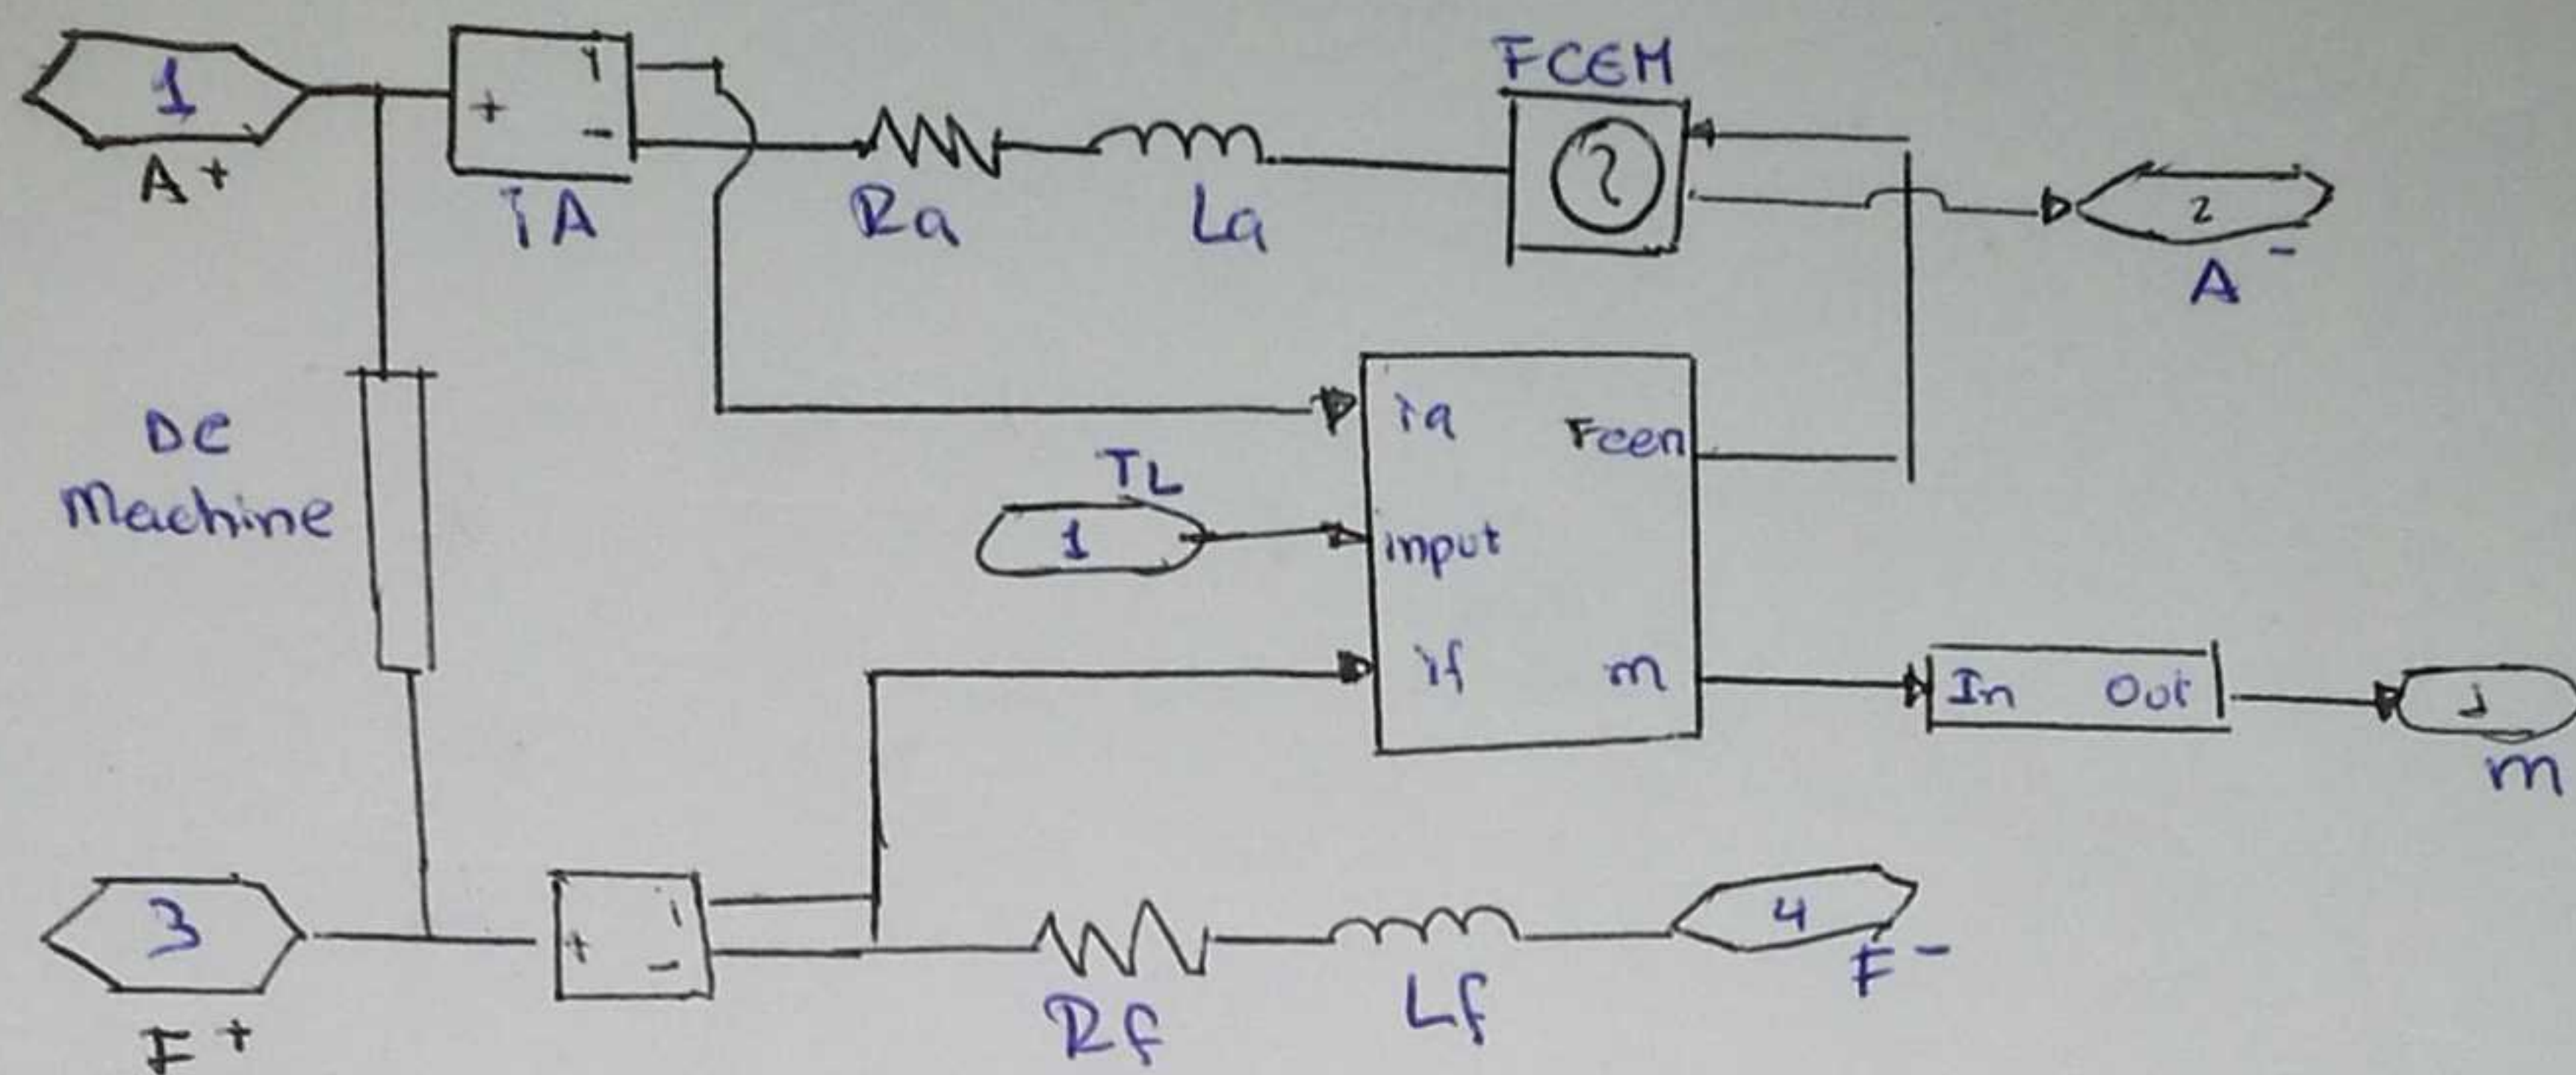 1
A+
+
-
iA
Ra
La
FCEM
2
A-
DC
Machine
TL
1
ia
Fcen
input
if
m
In Out
1
m
3
F+
+
i
-
Rf
Lf
4
F-